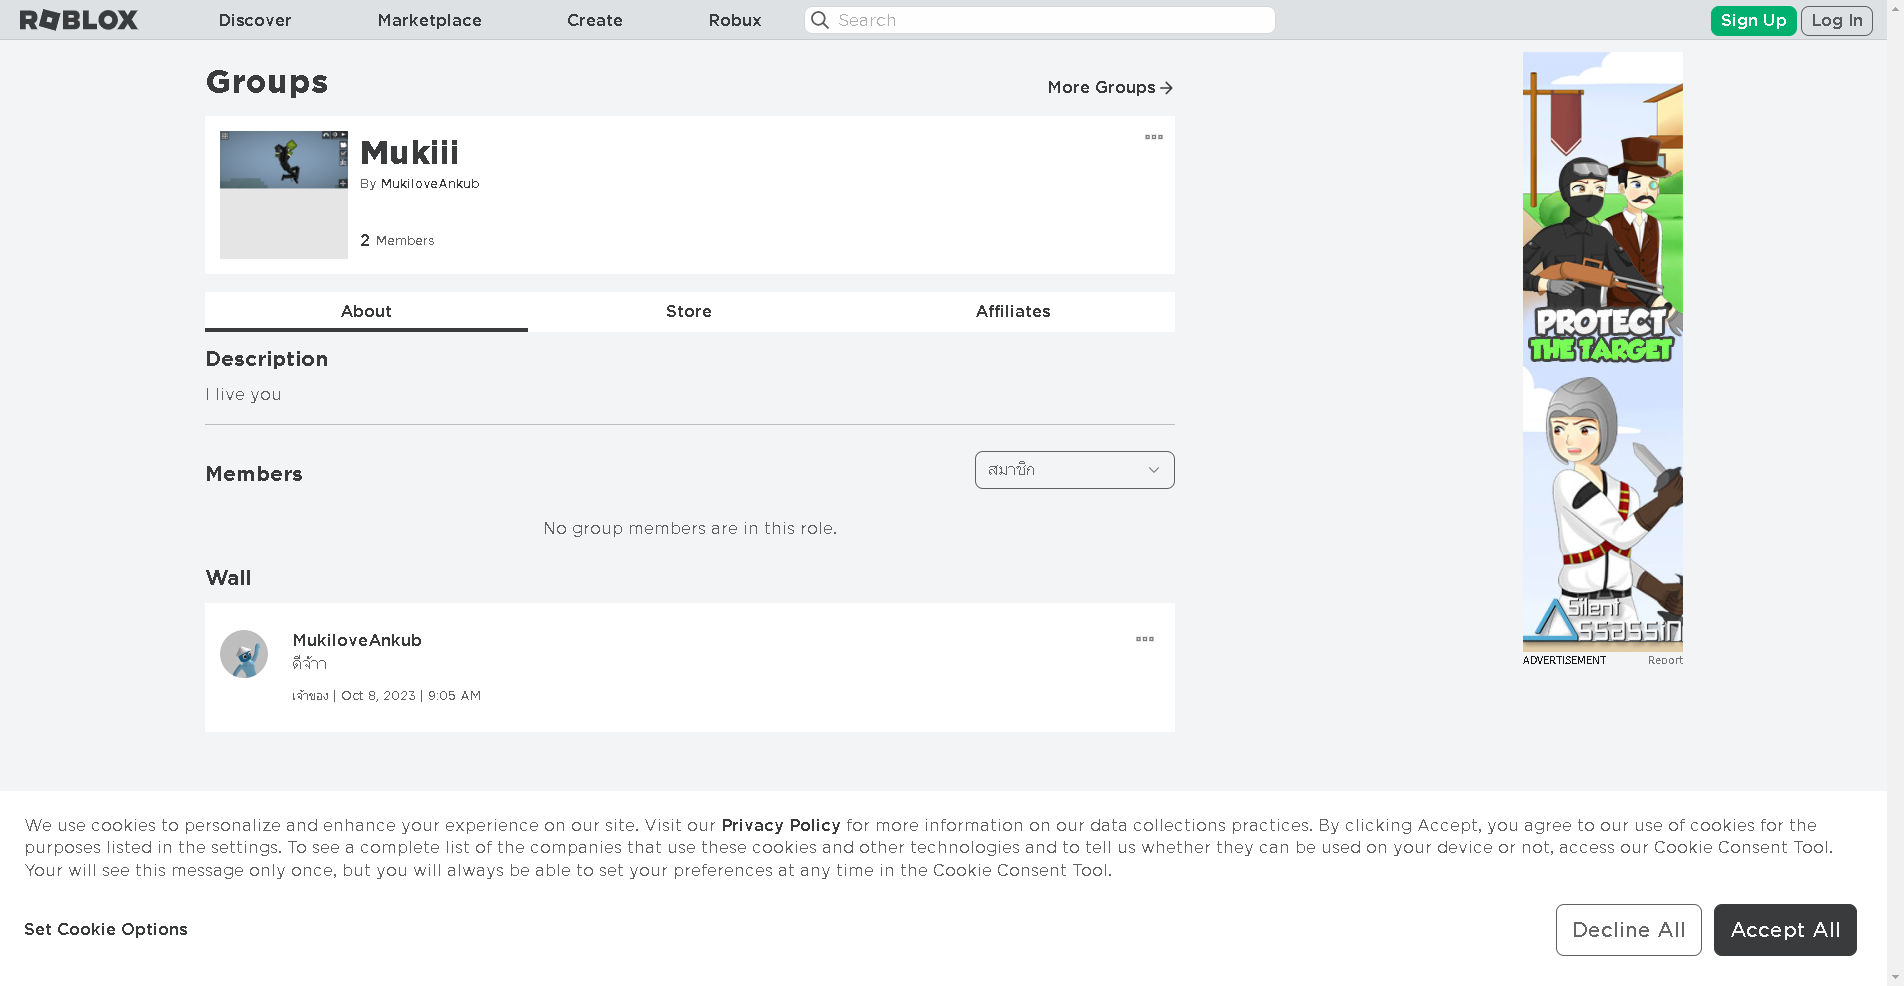 ROBLOX
Discover
Marketplace
Create
Robux
Search
Sign Up
Log In
Groups
More Groups
Mukiii
By MukiloveAnkub
2 Members
About
Store
Affiliates
Description
I live you
Members
สมาชิก
No group members are in this role.
Wall
MukiloveAnkub
ดีจ้าา
เจ้าของ | Oct 8, 2023 | 9:05 AM
PROTECT
THE TARGET
Silent
Assassin
ADVERTISEMENT
Report
We use cookies to personalize and enhance your experience on our site. Visit our Privacy Policy for more information on our data collections practices. By clicking Accept, you agree to our use of cookies for the
purposes listed in the settings. To see a complete list of the companies that use these cookies and other technologies and to tell us whether they can be used on your device or not, access our Cookie Consent Tool.
Your will see this message only once, but you will always be able to set your preferences at any time in the Cookie Consent Tool.
Set Cookie Options
Decline All
Accept All